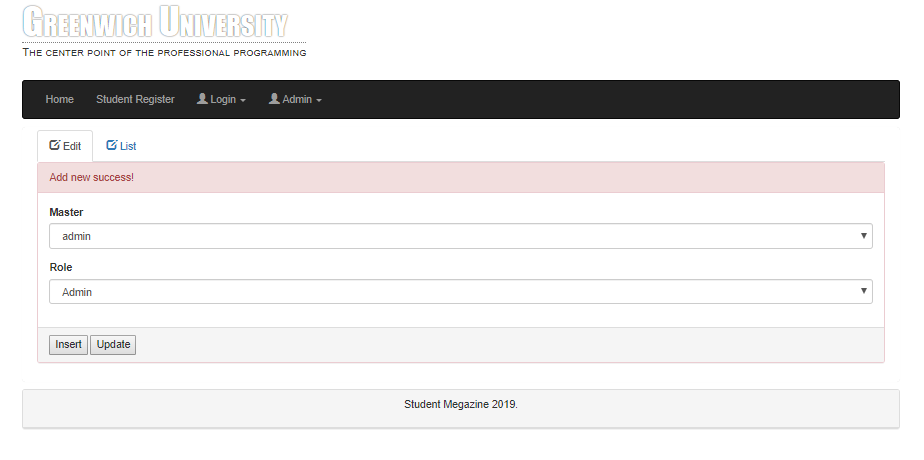 Greenwich University
The center point of the professional programming
Home Student Register Login Admin
Edit List
Add new success!
Master
admin
Role
Admin
Insert Update
Student Megazine 2019.